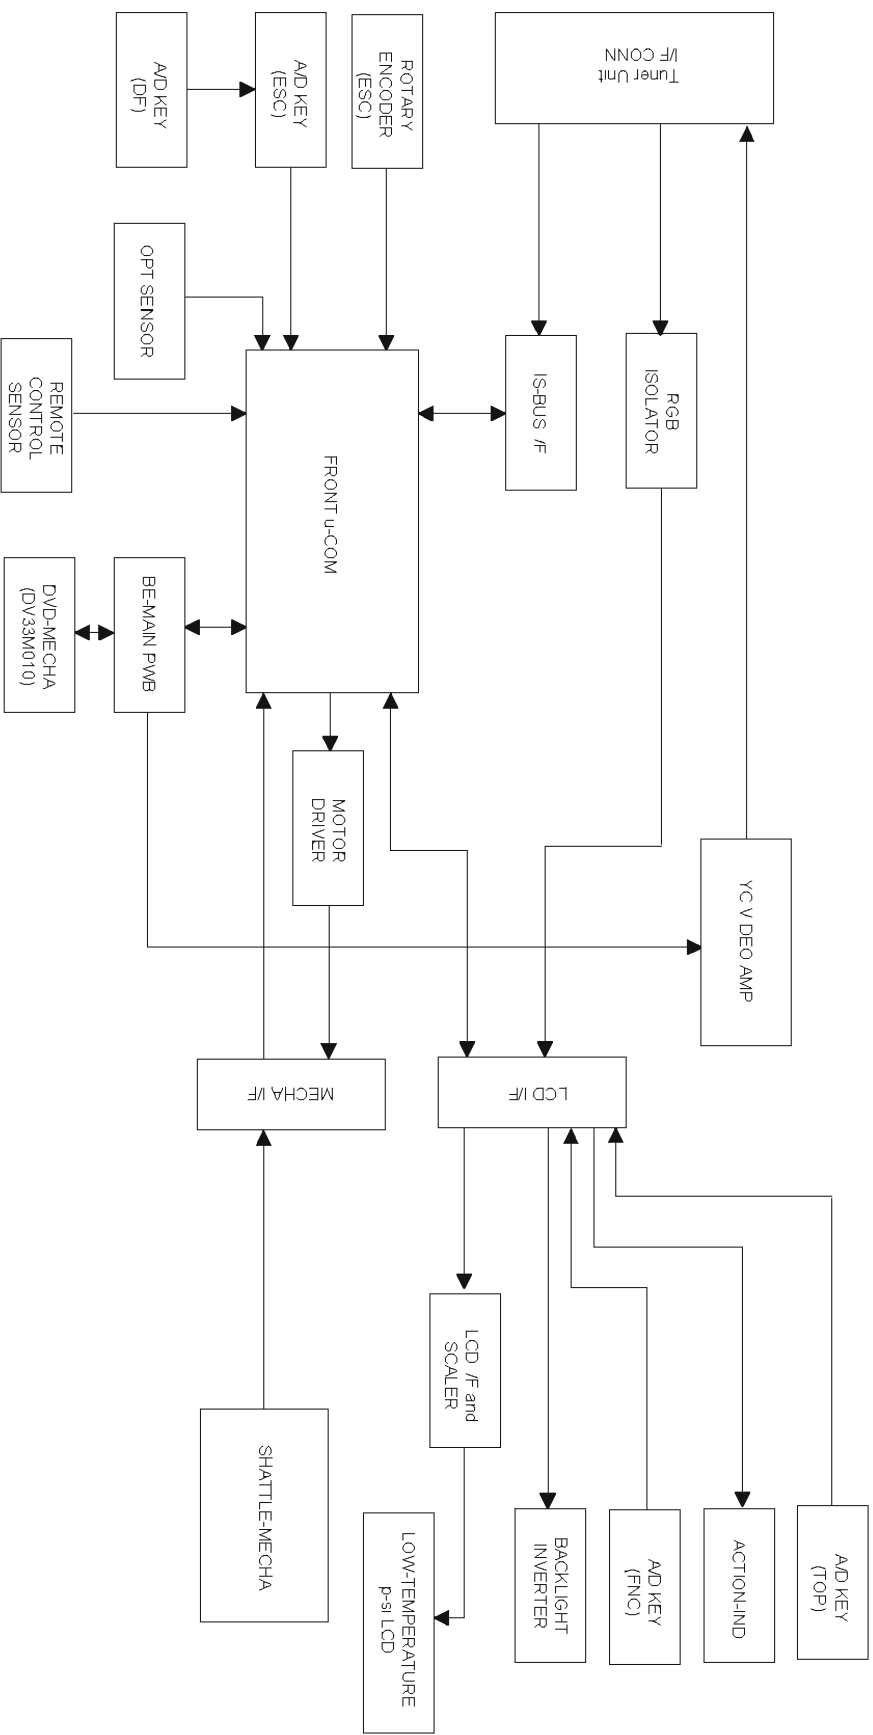 Tuner Unit
I/F CONN
ROTARY
ENCODER
(ESC)
A/D KEY
(ESC)
A/D KEY
(DF)
OPT SENSOR
REMOTE
CONTROL
SENSOR
RGB
ISOLATOR
IS-BUS /F
FRONT u-COM
BE-MAIN PWB
DVD-MECHA
(DV33M010)
MOTOR
DRIVER
YC V DEO AMP
LCD I/F
MECHA I/F
LCD /F and
SCALER
SHATTLE-MECHA
LOW-TEMPERATURE
p-si LCD
BACKLIGHT
INVERTER
A/D KEY
(FNC)
ACTION-IND
A/D KEY
(TOP)